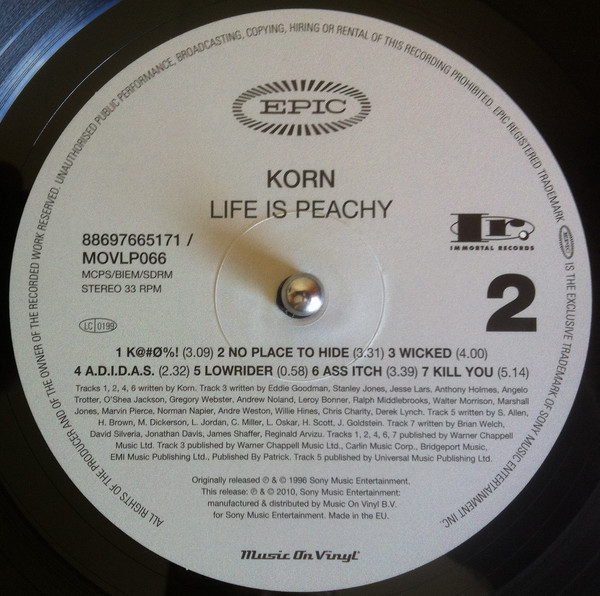 ALL RIGHTS OF THE PRODUCER AND OF THE OWNER OF THE RECORDED WORK RESERVED. UNAUTHORISED PUBLIC PERFORMANCE, BROADCASTING, COPYING, HIRING OR RENTAL OF THIS RECORDING PROHIBITED. EPIC REGISTERED TRADEMARK EPIC IS THE EXCLUSIVE TRADEMARK OF SONY MUSIC ENTERTAINMENT INC.
EPIC
KORN
LIFE IS PEACHY
88697665171 /
MOVLP066
MCPS/BIEM/SDRM
STEREO 33 RPM
LC 0199
Ir.
IMMORTAL RECORDS
2
1 K@#Ø%! (3.09) 2 NO PLACE TO HIDE (3.31) 3 WICKED (4.00)
4 A.D.I.D.A.S. (2.32) 5 LOWRIDER (0.58) 6 ASS ITCH (3.39) 7 KILL YOU (5.14)
Tracks 1, 2, 4, 6 written by Korn. Track 3 written by Eddie Goodman, Stanley Jones, Jesse Lars, Anthony Holmes, Angelo
Trotter, O'Shea Jackson, Gregory Webster, Andrew Noland, Leroy Bonner, Ralph Middlebrooks, Walter Morrison, Marshall
Jones, Marvin Pierce, Norman Napier, Andre Weston, Willie Hines, Chris Charity, Derek Lynch. Track 5 written by S. Allen,
H. Brown, M. Dickerson, L. Jordan, C. Miller, L. Oskar, H. Scott, J. Goldstein. Track 7 written by Brian Welch,
David Silveria, Jonathan Davis, James Shaffer, Reginald Arvizu. Tracks 1, 2, 4, 6, 7 published by Warner Chappell
Music Ltd. Track 3 published by Warner Chappell Music Ltd., Carlin Music Corp., Bridgeport Music,
EMI Music Publishing Ltd., Published By Patrick. Track 5 published by Universal Music Publishing Ltd.
Originally released ℗ & © 1996 Sony Music Entertainment.
This release: ℗ & © 2010, Sony Music Entertainment:
manufactured & distributed by Music On Vinyl B.V.
for Sony Music Entertainment. Made in the EU.
Music On Vinyl